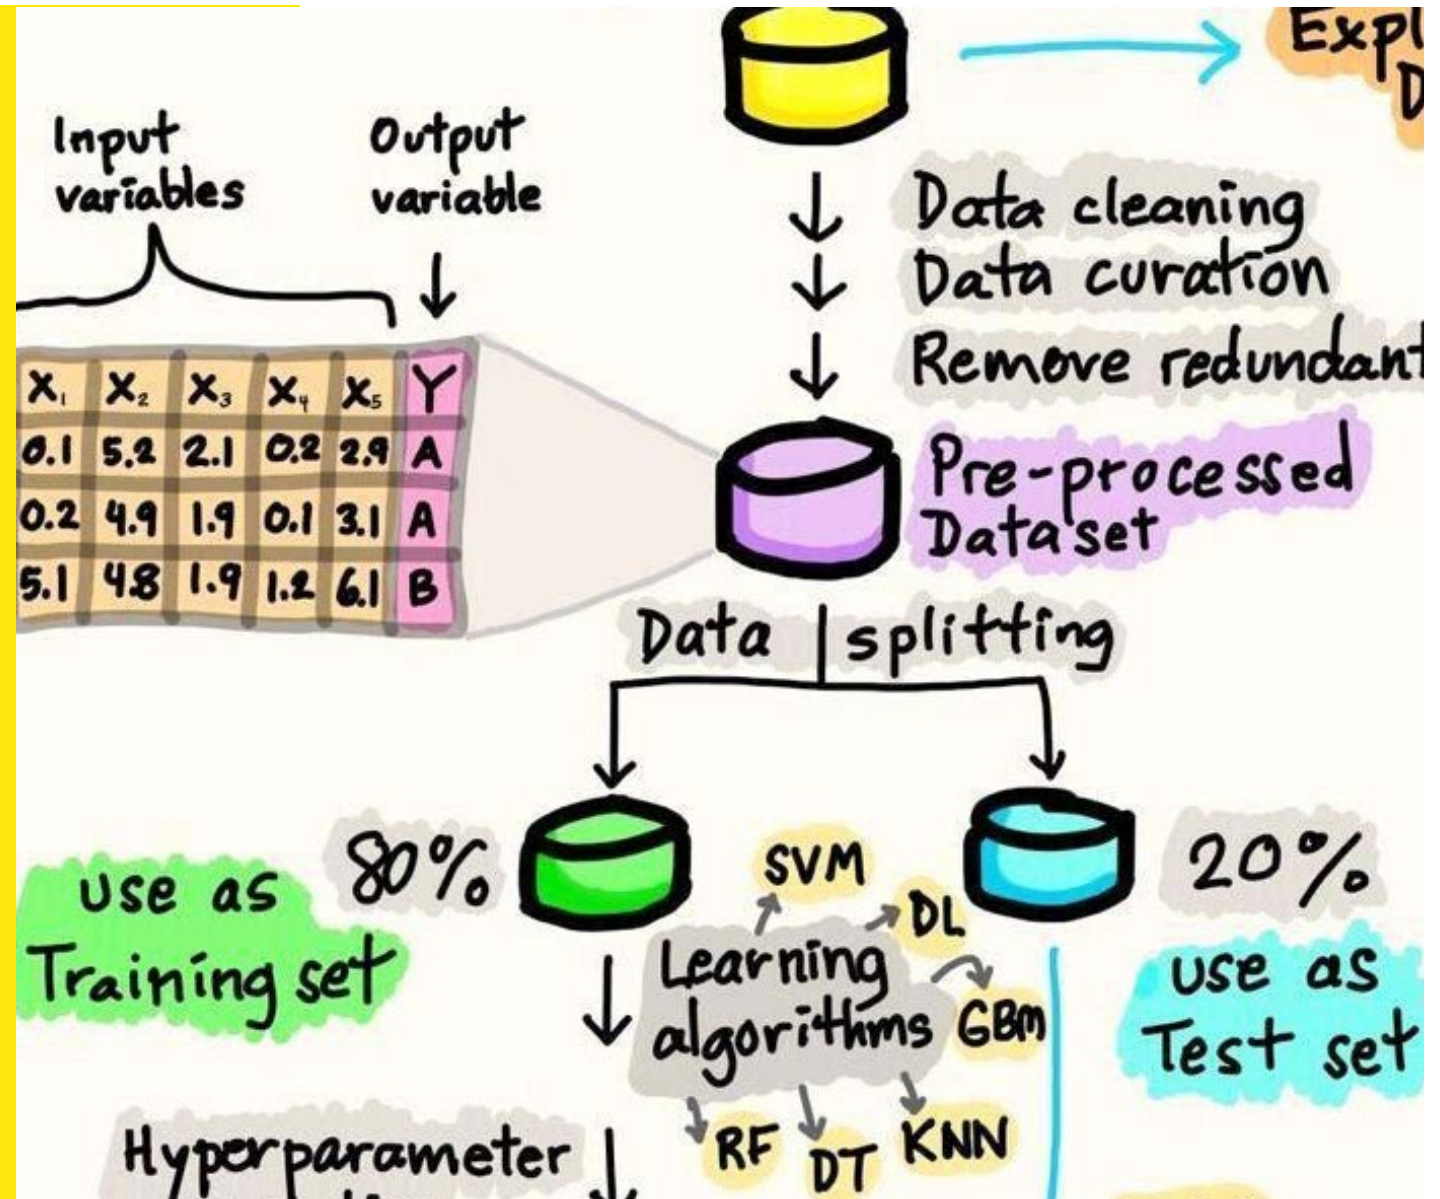 Expl
D
Input
variables
Output
variable
Data cleaning
Data curation
Remove redundant
X₁ X₂ X₃ X₄ X₅ Y
0.1 5.2 2.1 0.2 2.9 A
0.2 4.9 1.9 0.1 3.1 A
5.1 4.8 1.9 1.2 6.1 B
Pre-processed
Dataset
Data splitting
80%
use as
Training set
20%
use as
Test set
Learning
algorithms
SVM
DL
GBM
KNN
DT
RF
Hyperparameter